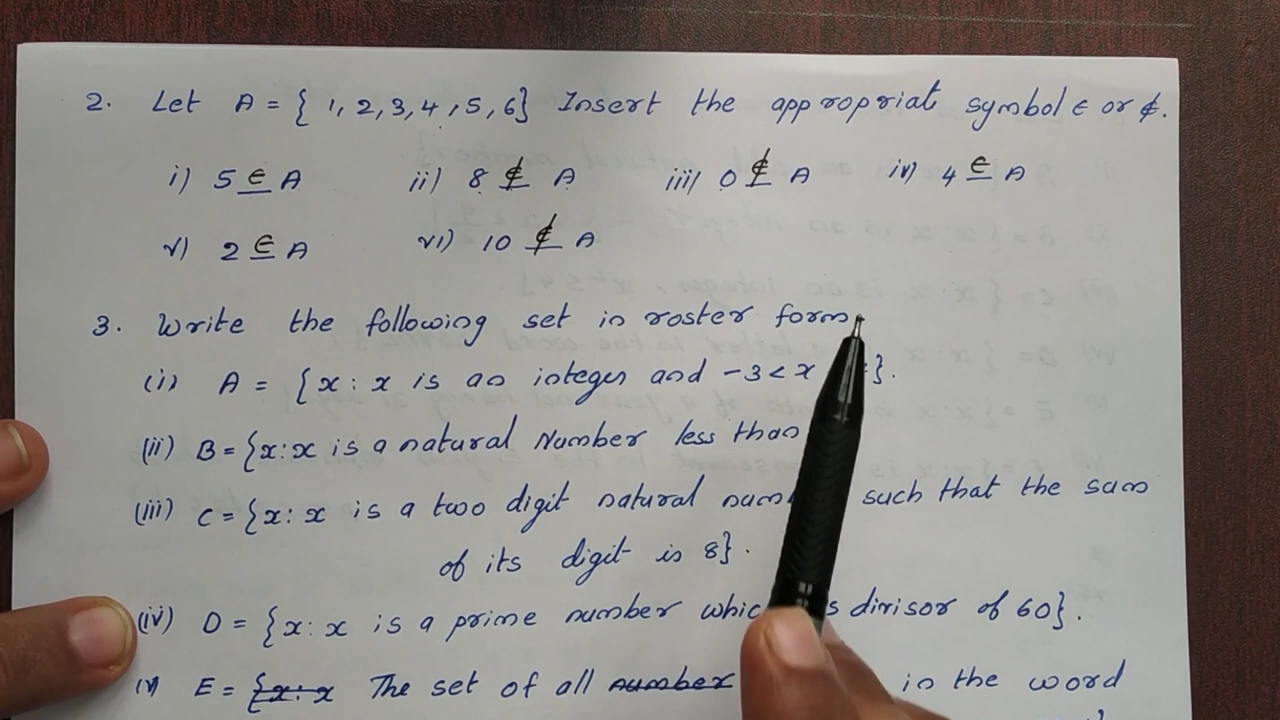 2. Let A = { 1, 2, 3, 4, 5, 6} Insert the appropriat symbol ∈ or ∉.
i) 5 ∈ A ii) 8 ∉ A iii) 0 ∉ A iv) 4 ∈ A
v) 2 ∈ A vi) 10 ∉ A
3. Write the following set in roster form
(i) A = {x : x is an integer and -3 < x }.
(ii) B = {x : x is a natural Number less than
(iii) C = {x : x is a two digit natural such that the sum
of its digit is 8}.
(iv) D = {x : x is a prime number divisor of 60}.
(v) E = {x : x The set of all number in the word